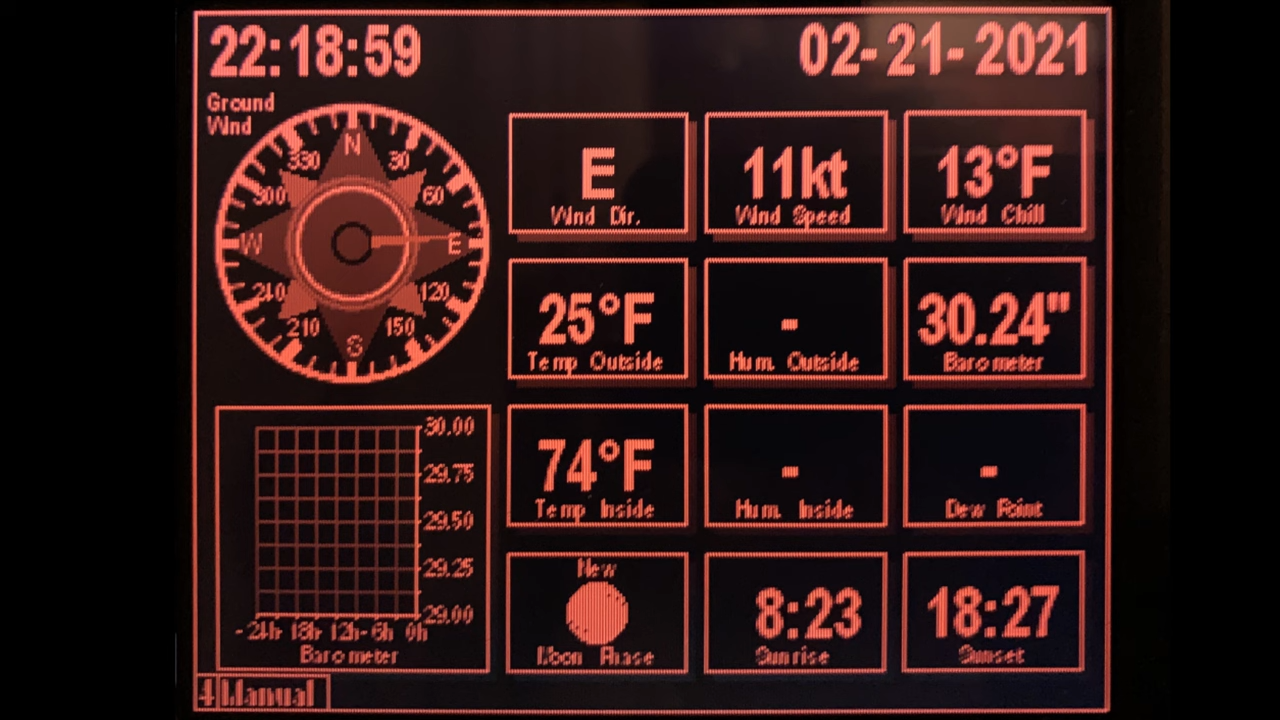 22:18:59
02-21-2021
Ground
Wind
N
330
30
300
60
W
E
240
120
210
150
S
E
Wind Dir.
11kt
Wind Speed
13°F
Wind Chill
25°F
Temp Outside
-
Hum. Outside
30.24"
Barometer
74°F
Temp Inside
-
Hum. Inside
-
Dew Point
30.00
29.75
29.50
29.25
29.00
-24hr 18hr 12hr-6h 0h
Barometer
New
Moon Phase
8:23
Sunrise
18:27
Sunset
4 Manual